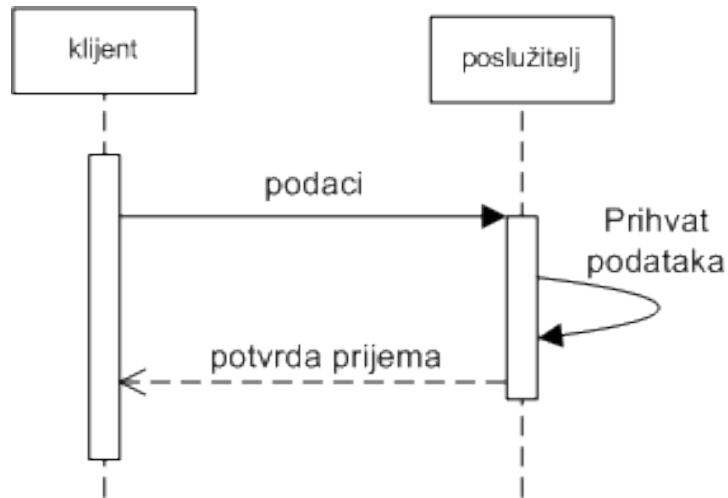 klijent
poslužitelj
podaci
Prihvat
podataka
potvrda prijema